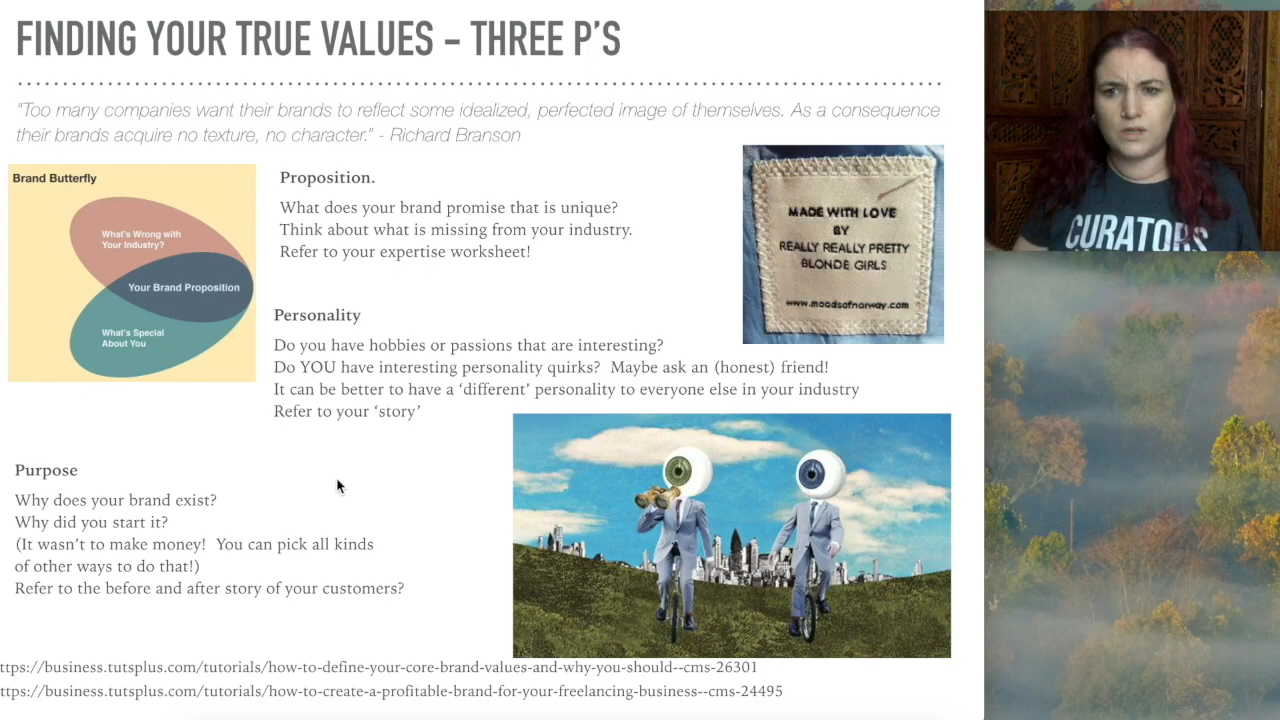 FINDING YOUR TRUE VALUES - THREE P'S
“Too many companies want their brands to reflect some idealized, perfected image of themselves. As a consequence
their brands acquire no texture, no character.” - Richard Branson
Brand Butterfly
What's Wrong with
Your Industry?
Your Brand Proposition
What's Special
About You
Proposition.
What does your brand promise that is unique?
Think about what is missing from your industry.
Refer to your expertise worksheet!
MADE WITH LOVE
BY
REALLY REALLY PRETTY
BLONDE GIRLS
www.moodsofnorway.com
CURATORS
Personality
Do you have hobbies or passions that are interesting?
Do YOU have interesting personality quirks?  Maybe ask an (honest) friend!
It can be better to have a ‘different’ personality to everyone else in your industry
Refer to your ‘story’
Purpose
Why does your brand exist?
Why did you start it?
(It wasn't to make money!  You can pick all kinds
of other ways to do that!)
Refer to the before and after story of your customers?
ttps://business.tutsplus.com/tutorials/how-to-define-your-core-brand-values-and-why-you-should--cms-26301
ttps://business.tutsplus.com/tutorials/how-to-create-a-profitable-brand-for-your-freelancing-business--cms-24495